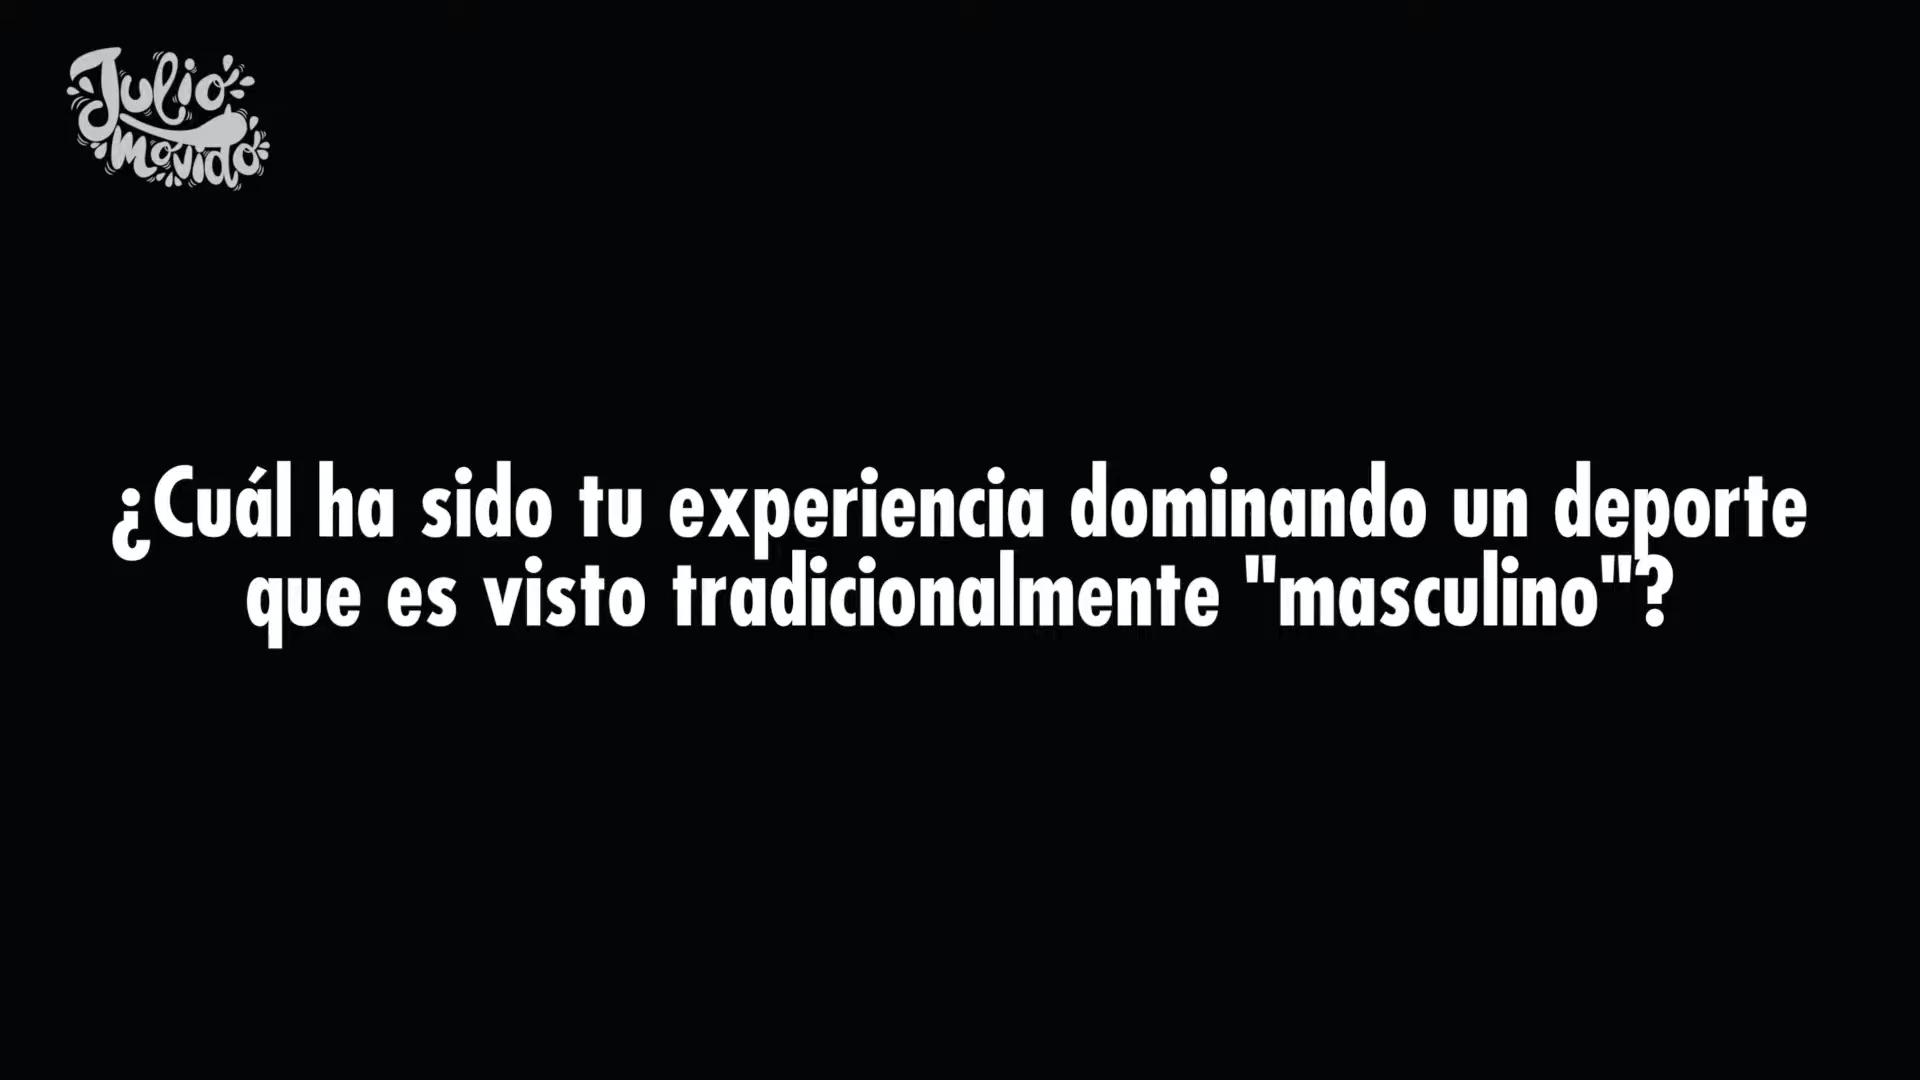 Julio
movido
¿Cuál ha sido tu experiencia dominando un deporte
que es visto tradicionalmente "masculino"?